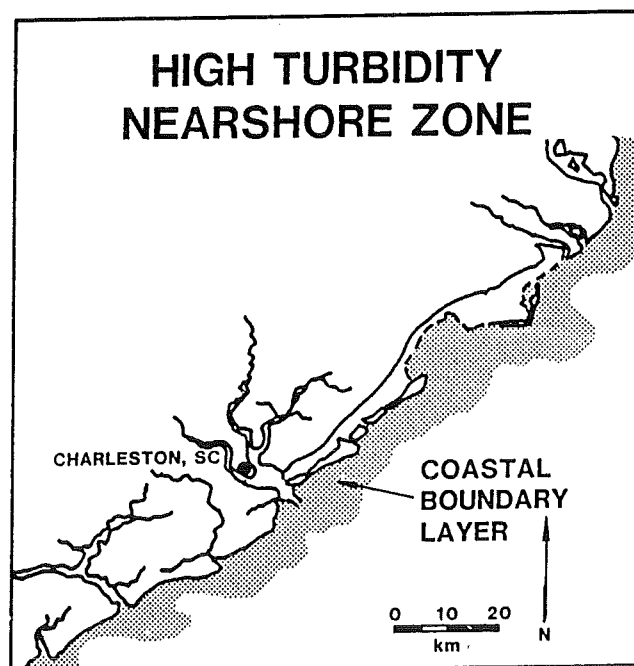 HIGH TURBIDITY
NEARSHORE ZONE
CHARLESTON, SC
COASTAL
BOUNDARY
LAYER
0 10 20
km
N